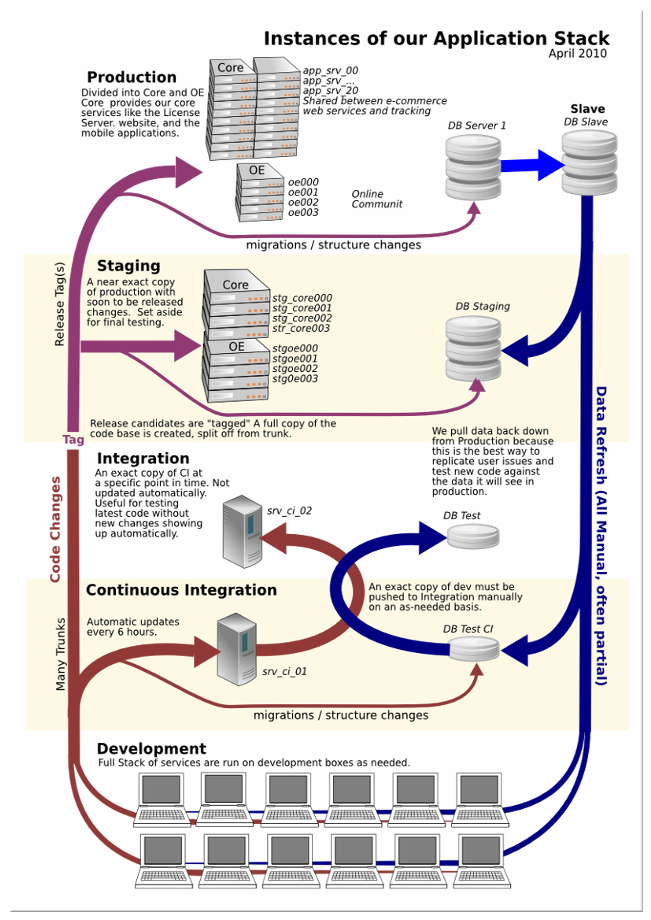 Instances of our Application Stack
April 2010
Production
Divided into Core and OE
Core  provides our core
services like the License
Server. website, and the
mobile applications.
Core
app_srv_00
app_srv_...
app_srv_20
Shared between e-commerce
web services and tracking
OE
oe000
oe001
oe002
oe003
Online
Communit
DB Server 1
Slave
DB Slave
migrations / structure changes
Release Tag(s)
Staging
A near exact copy
of production with
soon to be released
changes.  Set aside
for final testing.
Core
stg_core000
stg_core001
stg_core002
str_core003
OE
stgoe000
stgoe001
stgoe002
stg0e003
DB Staging
Release candidates are "tagged" A full copy of the
code base is created, split off from trunk.
Tag
We pull data back down
from Production because
this is the best way to
replicate user issues and
test new code against
the data it will see in
production.
Data Refresh (All Manual, often partial)
Integration
An exact copy of CI at
a specific point in time. Not
updated automatically.
Useful for testing
latest code without
new changes showing
up automatically.
srv_ci_02
DB Test
Code Changes
Continuous Integration
An exact copy of dev must be
pushed to Integration manually
on an as-needed basis.
Automatic updates
every 6 hours.
srv_ci_01
DB Test CI
Many Trunks
migrations / structure changes
Development
Full Stack of services are run on development boxes as needed.